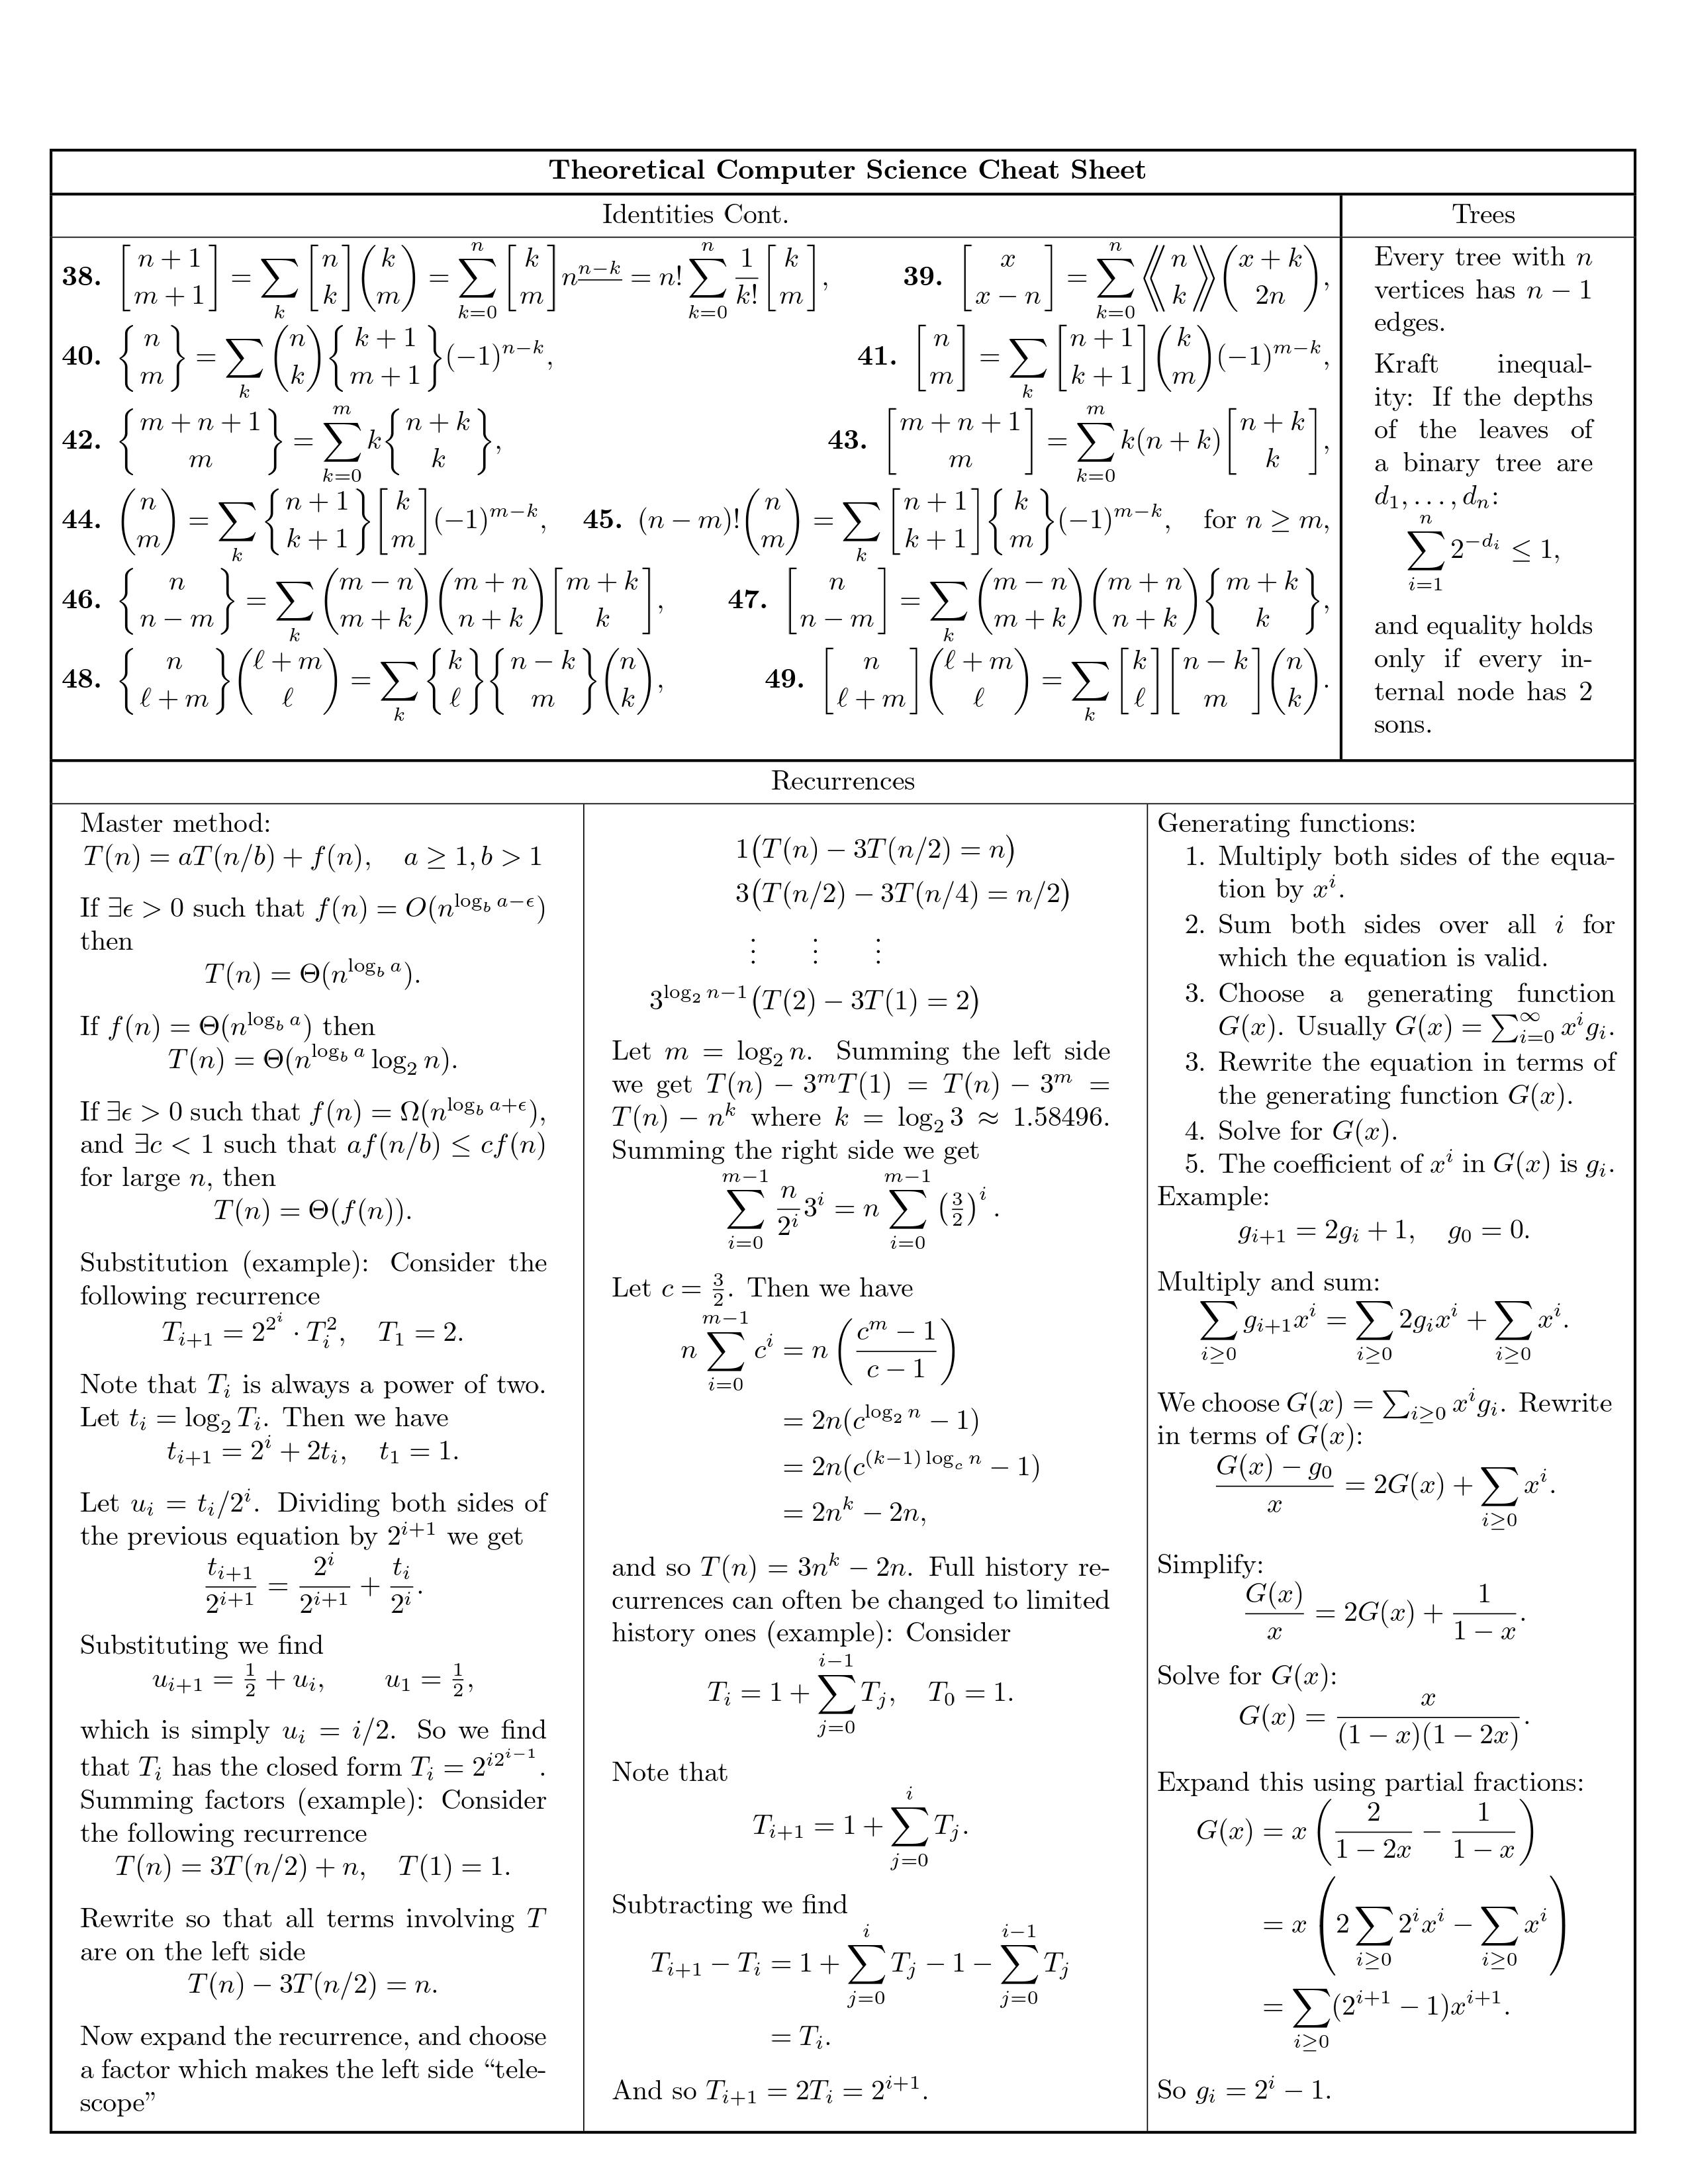 Theoretical Computer Science Cheat Sheet
Identities Cont.
38. $\left[{n+1 \atop m+1}\right] = \sum_k \left[{n \atop k}\right]\binom{k}{m} = \sum_{k=0}^{n} \left[{k \atop m}\right] n^{\underline{n-k}} = n! \sum_{k=0}^{n} \frac{1}{k!}\left[{k \atop m}\right],$ 39. $\left[{x \atop x-n}\right] = \sum_{k=0}^{n} \left\langle\!\left\langle{n \atop k}\right\rangle\!\right\rangle \binom{x+k}{2n},$
40. $\left\{{n \atop m}\right\} = \sum_k \binom{n}{k}\left\{{k+1 \atop m+1}\right\}(-1)^{n-k},$ 41. $\left[{n \atop m}\right] = \sum_k \left[{n+1 \atop k+1}\right]\binom{k}{m}(-1)^{m-k},$
42. $\left\{{m+n+1 \atop m}\right\} = \sum_{k=0}^{m} k\left\{{n+k \atop k}\right\},$ 43. $\left[{m+n+1 \atop m}\right] = \sum_{k=0}^{m} k(n+k)\left[{n+k \atop k}\right],$
44. $\binom{n}{m} = \sum_k \left\{{n+1 \atop k+1}\right\}\left[{k \atop m}\right](-1)^{m-k},$ 45. $(n-m)!\binom{n}{m} = \sum_k \left[{n+1 \atop k+1}\right]\left\{{k \atop m}\right\}(-1)^{m-k},$ for $n \geq m,$
46. $\left\{{n \atop n-m}\right\} = \sum_k \binom{m-n}{m+k}\binom{m+n}{n+k}\left[{m+k \atop k}\right],$ 47. $\left[{n \atop n-m}\right] = \sum_k \binom{m-n}{m+k}\binom{m+n}{n+k}\left\{{m+k \atop k}\right\},$
48. $\left\{{n \atop \ell+m}\right\}\binom{\ell+m}{\ell} = \sum_k \left\{{k \atop \ell}\right\}\left\{{n-k \atop m}\right\}\binom{n}{k},$ 49. $\left[{n \atop \ell+m}\right]\binom{\ell+m}{\ell} = \sum_k \left[{k \atop \ell}\right]\left[{n-k \atop m}\right]\binom{n}{k}.$
Trees
Every tree with $n$
vertices has $n-1$
edges.
Kraft inequal-
ity: If the depths
of the leaves of
a binary tree are
$d_1, \ldots, d_n$:
$\sum_{i=1}^{n} 2^{-d_i} \leq 1,$
and equality holds
only if every in-
ternal node has 2
sons.
Recurrences
Master method:
$T(n) = aT(n/b) + f(n), \quad a \geq 1, b > 1$
If $\exists \epsilon > 0$ such that $f(n) = O(n^{\log_b a - \epsilon})$
then
$T(n) = \Theta(n^{\log_b a}).$
If $f(n) = \Theta(n^{\log_b a})$ then
$T(n) = \Theta(n^{\log_b a} \log_2 n).$
If $\exists \epsilon > 0$ such that $f(n) = \Omega(n^{\log_b a + \epsilon}),$
and $\exists c < 1$ such that $af(n/b) \leq cf(n)$
for large $n$, then
$T(n) = \Theta(f(n)).$
Substitution (example): Consider the
following recurrence
$T_{i+1} = 2^{2^i} \cdot T_i^2, \quad T_1 = 2.$
Note that $T_i$ is always a power of two.
Let $t_i = \log_2 T_i$. Then we have
$t_{i+1} = 2^i + 2t_i, \quad t_1 = 1.$
Let $u_i = t_i/2^i$. Dividing both sides of
the previous equation by $2^{i+1}$ we get
$\frac{t_{i+1}}{2^{i+1}} = \frac{2^i}{2^{i+1}} + \frac{t_i}{2^i}.$
Substituting we find
$u_{i+1} = \frac{1}{2} + u_i, \quad u_1 = \frac{1}{2},$
which is simply $u_i = i/2$. So we find
that $T_i$ has the closed form $T_i = 2^{i2^{i-1}}$.
Summing factors (example): Consider
the following recurrence
$T(n) = 3T(n/2) + n, \quad T(1) = 1.$
Rewrite so that all terms involving $T$
are on the left side
$T(n) - 3T(n/2) = n.$
Now expand the recurrence, and choose
a factor which makes the left side “tele-
scope”
$1\big(T(n) - 3T(n/2) = n\big)$
$3\big(T(n/2) - 3T(n/4) = n/2\big)$
$\vdots \quad \vdots \quad \vdots$
$3^{\log_2 n - 1}\big(T(2) - 3T(1) = 2\big)$
Let $m = \log_2 n$. Summing the left side
we get $T(n) - 3^m T(1) = T(n) - 3^m =$
$T(n) - n^k$ where $k = \log_2 3 \approx 1.58496.$
Summing the right side we get
$\sum_{i=0}^{m-1} \frac{n}{2^i} 3^i = n \sum_{i=0}^{m-1} \left(\frac{3}{2}\right)^i.$
Let $c = \frac{3}{2}$. Then we have
$n \sum_{i=0}^{m-1} c^i = n\left(\frac{c^m - 1}{c - 1}\right)$
$= 2n(c^{\log_2 n} - 1)$
$= 2n(c^{(k-1)\log_c n} - 1)$
$= 2n^k - 2n,$
and so $T(n) = 3n^k - 2n$. Full history re-
currences can often be changed to limited
history ones (example): Consider
$T_i = 1 + \sum_{j=0}^{i-1} T_j, \quad T_0 = 1.$
Note that
$T_{i+1} = 1 + \sum_{j=0}^{i} T_j.$
Subtracting we find
$T_{i+1} - T_i = 1 + \sum_{j=0}^{i} T_j - 1 - \sum_{j=0}^{i-1} T_j$
$= T_i.$
And so $T_{i+1} = 2T_i = 2^{i+1}.$
Generating functions:
1. Multiply both sides of the equa-
tion by $x^i$.
2. Sum both sides over all $i$ for
which the equation is valid.
3. Choose a generating function
$G(x)$. Usually $G(x) = \sum_{i=0}^{\infty} x^i g_i.$
3. Rewrite the equation in terms of
the generating function $G(x)$.
4. Solve for $G(x)$.
5. The coefficient of $x^i$ in $G(x)$ is $g_i$.
Example:
$g_{i+1} = 2g_i + 1, \quad g_0 = 0.$
Multiply and sum:
$\sum_{i \geq 0} g_{i+1} x^i = \sum_{i \geq 0} 2g_i x^i + \sum_{i \geq 0} x^i.$
We choose $G(x) = \sum_{i \geq 0} x^i g_i$. Rewrite
in terms of $G(x)$:
$\frac{G(x) - g_0}{x} = 2G(x) + \sum_{i \geq 0} x^i.$
Simplify:
$\frac{G(x)}{x} = 2G(x) + \frac{1}{1-x}.$
Solve for $G(x)$:
$G(x) = \frac{x}{(1-x)(1-2x)}.$
Expand this using partial fractions:
$G(x) = x\left(\frac{2}{1-2x} - \frac{1}{1-x}\right)$
$= x\left(2\sum_{i \geq 0} 2^i x^i - \sum_{i \geq 0} x^i\right)$
$= \sum_{i \geq 0} (2^{i+1} - 1)x^{i+1}.$
So $g_i = 2^i - 1.$